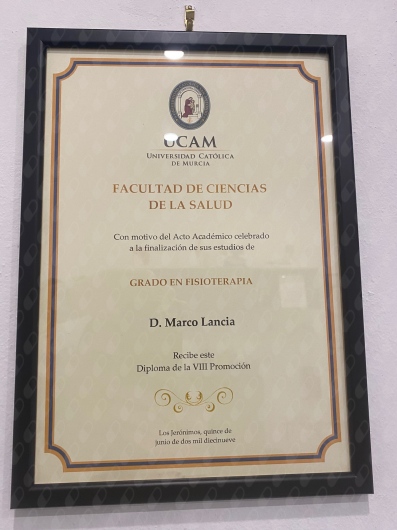 UCAM
UNIVERSIDAD CATÓLICA
DE MURCIA
FACULTAD DE CIENCIAS
DE LA SALUD
Con motivo del Acto Académico celebrado
a la finalización de sus estudios de
GRADO EN FISIOTERAPIA
D. Marco Lancia
Recibe este
Diploma de la VIII Promoción
Los Jerónimos, quince de
junio de dos mil diecinueve